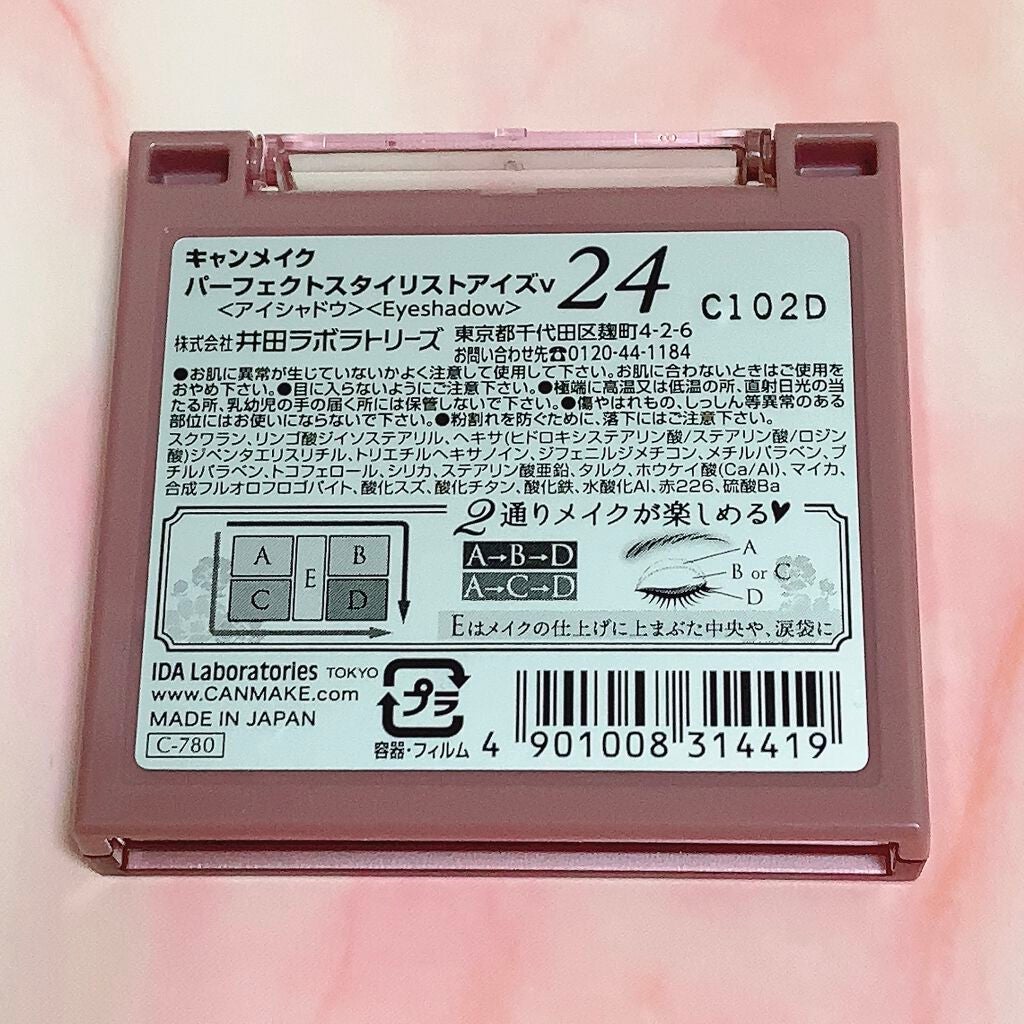 キャンメイク
パーフェクトスタイリストアイズv 24 C102D
<アイシャドウ><Eyeshadow>
株式会社 井田ラボラトリーズ 東京都千代田区麹町4-2-6
お問い合わせ先☎0120-44-1184
●お肌に異常が生じていないかよく注意して使用して下さい。お肌に合わないときはご使用を
おやめ下さい。●目に入らないようにご注意下さい。●極端に高温又は低温の所、直射日光の当
たる所、乳幼児の手の届く所には保管しないで下さい。●傷やはれもの、しっしん等異常のある
部位にはお使いにならないで下さい。●粉割れを防ぐために、落下にはご注意下さい。
スクワラン、リンゴ酸ジイソステアリル、ヘキサ(ヒドロキシステアリン酸/ステアリン酸/ロジン
酸)ジペンタエリスリチル、トリエチルヘキサノイン、ジフェニルジメチコン、メチルパラベン、ブ
チルパラベン、トコフェロール、シリカ、ステアリン酸亜鉛、タルク、ホウケイ酸(Ca/Al)、マイカ、
合成フルオロフロゴパイト、酸化スズ、酸化チタン、酸化鉄、水酸化Al、赤226、硫酸Ba
2通りメイクが楽しめる♥
A B
E
C D
A→B→D
A→C→D
A
B or C
D
Eはメイクの仕上げに上まぶた中央や、涙袋に
IDA Laboratories TOKYO
www.CANMAKE.com
MADE IN JAPAN
C-780
プラ
容器・フィルム
4 901008 314419